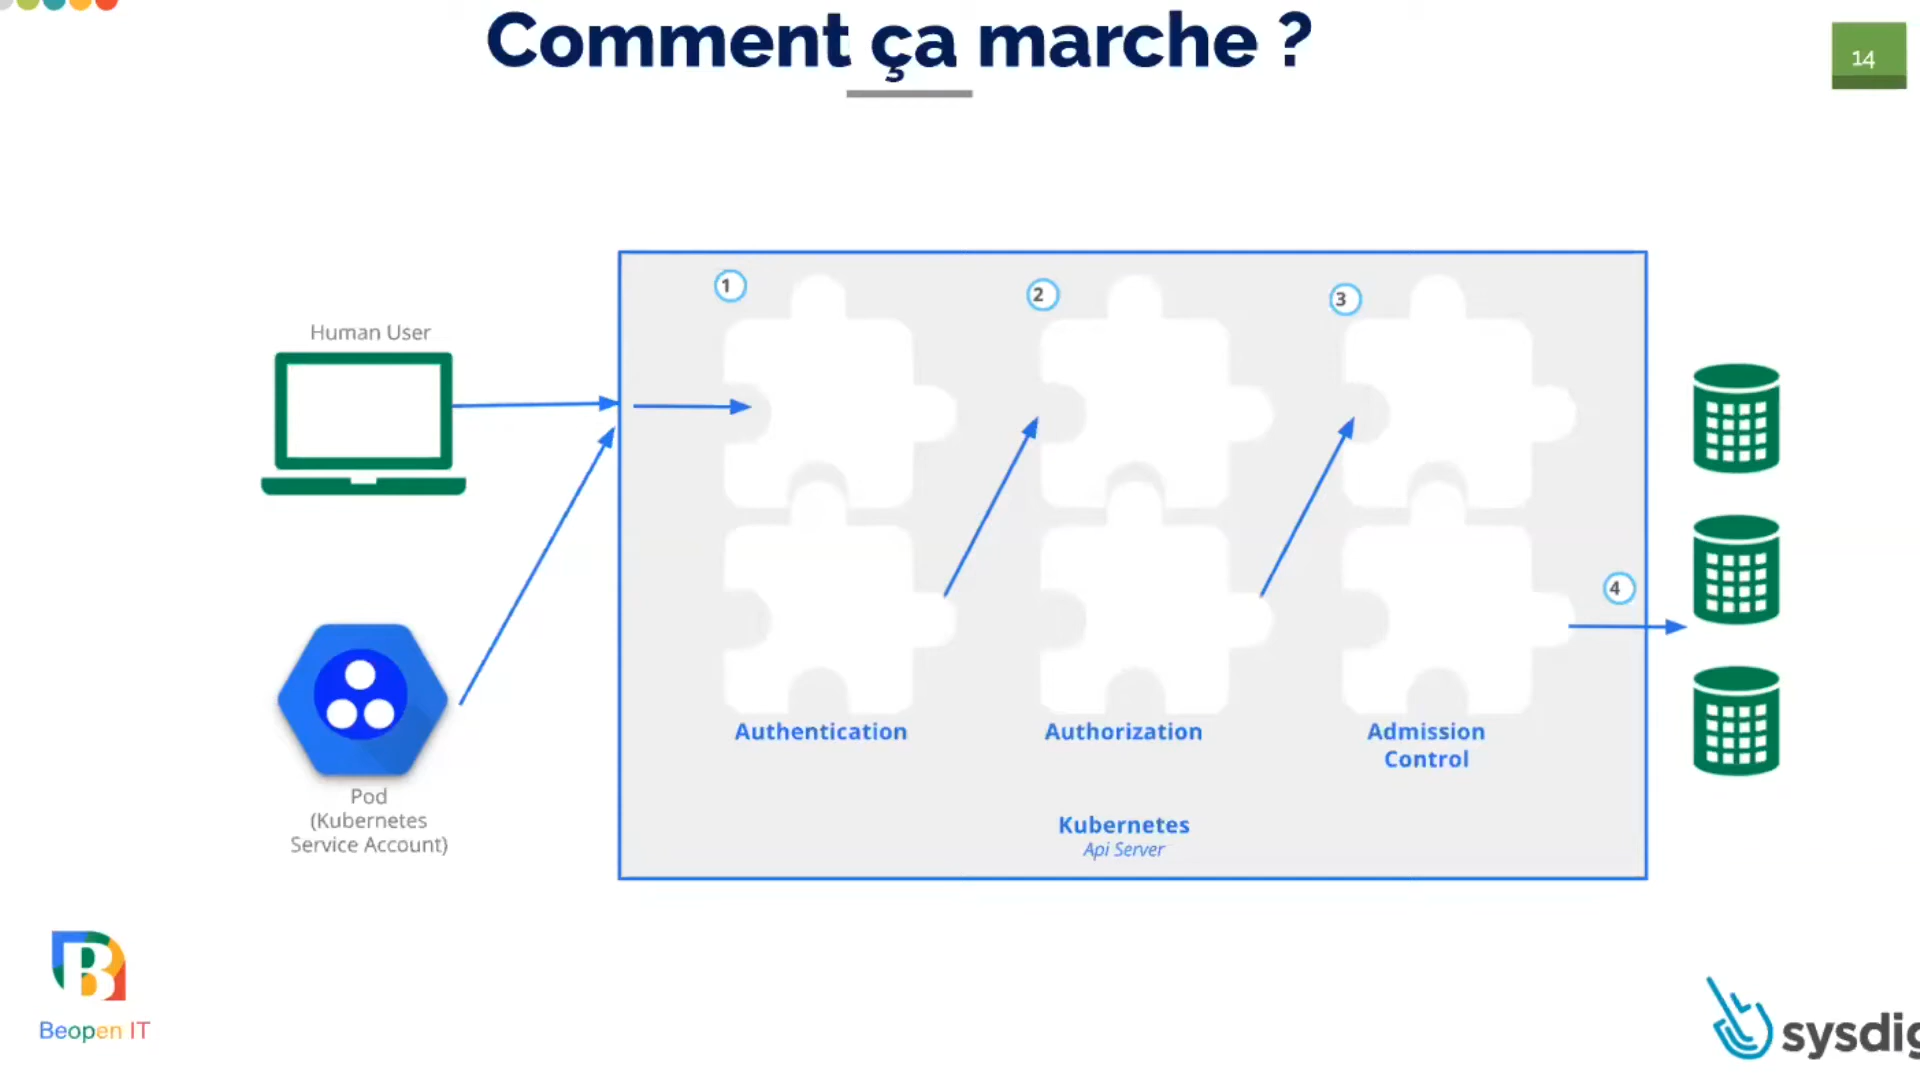 Comment ça marche ?
14
1
2
3
Human User
4
Authentication
Authorization
Admission
Control
Pod
(Kubernetes
Service Account)
Kubernetes
Api Server
Beopen IT
sysdig